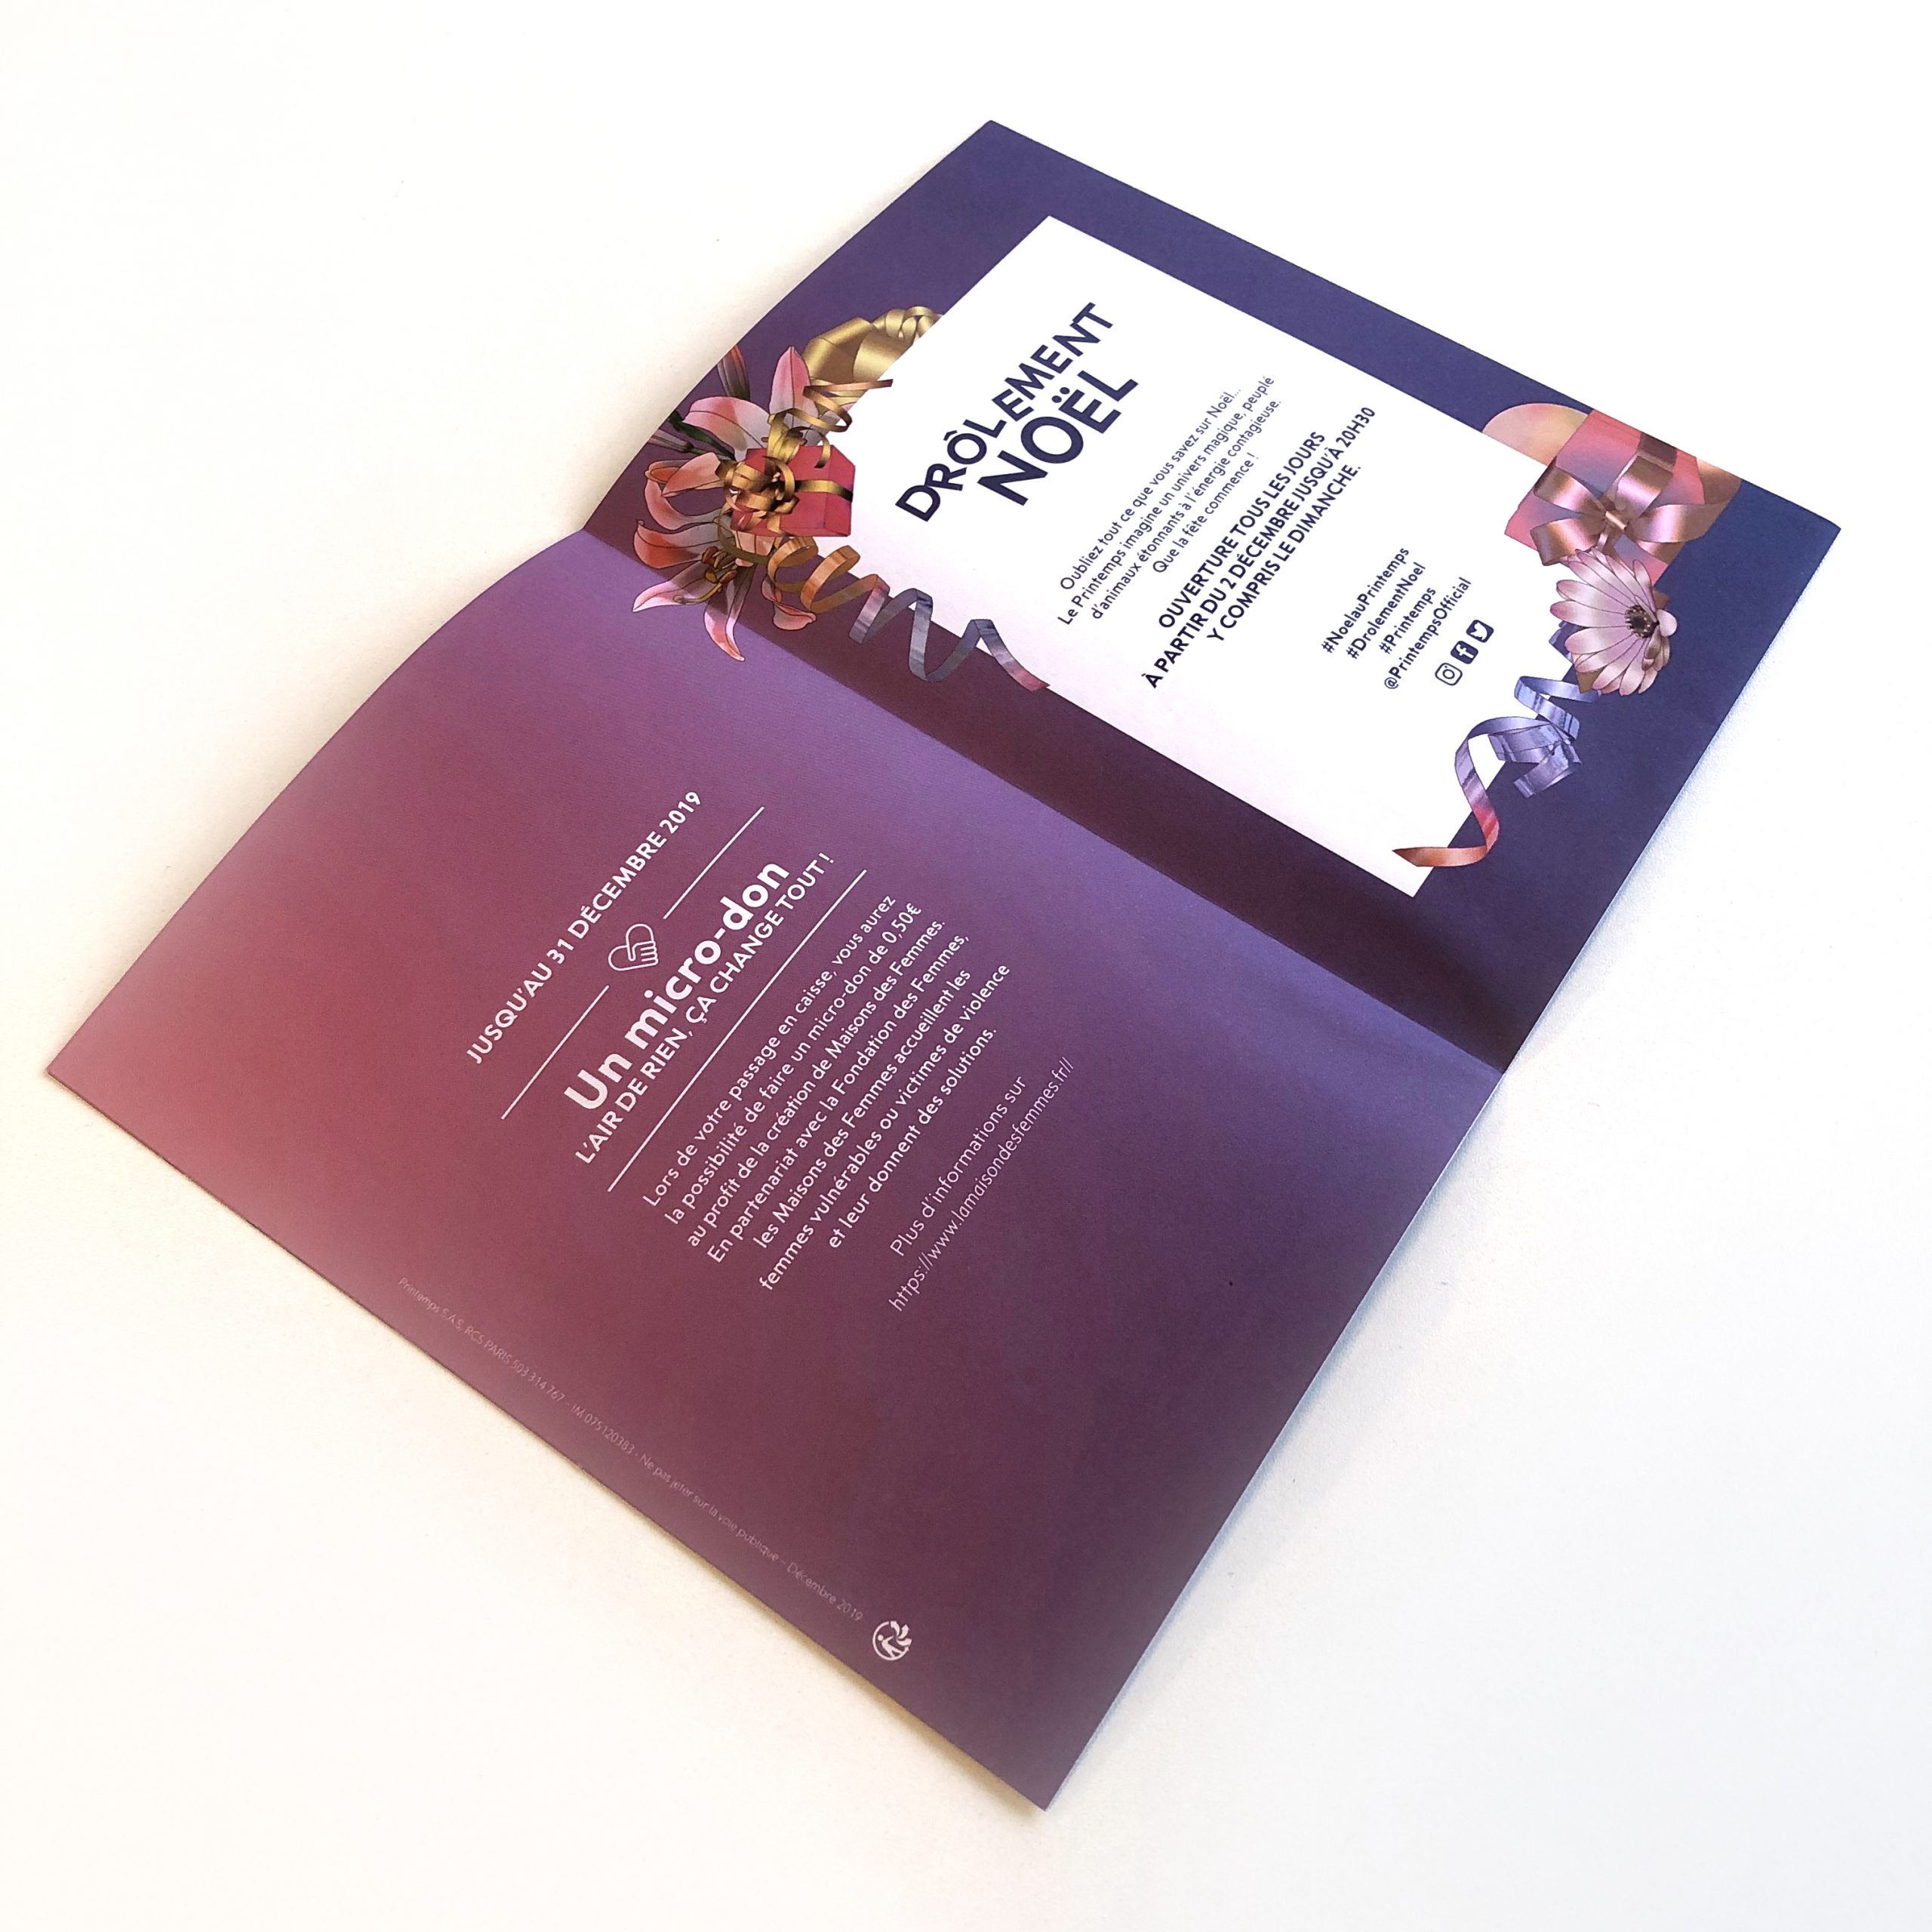 DRÔLEMENT
NOËL
Oubliez tout ce que vous savez sur Noël...
Le Printemps imagine un univers magique, peuplé
d'animaux étonnants à l'énergie contagieuse.
Que la fête commence !
OUVERTURE TOUS LES JOURS
À PARTIR DU 2 DÉCEMBRE JUSQU'À 20H30
Y COMPRIS LE DIMANCHE.
#NoelauPrintemps
#DrolementNoel
#Printemps
@PrintempsOfficial
JUSQU'AU 31 DÉCEMBRE 2019
Un micro-don
L'AIR DE RIEN, ÇA CHANGE TOUT !
Lors de votre passage en caisse, vous aurez
la possibilité de faire un micro-don de 0,50€
au profit de la création de Maisons des Femmes.
En partenariat avec la Fondation des Femmes,
les Maisons des Femmes accueillent les
femmes vulnérables ou victimes de violence
et leur donnent des solutions.
Plus d'informations sur
https://www.lamaisondesfemmes.fr//
Printemps S.A.S, RCS PARIS 503 314 767 - IM 075120383 - Ne pas jeter sur la voie publique - Décembre 2019